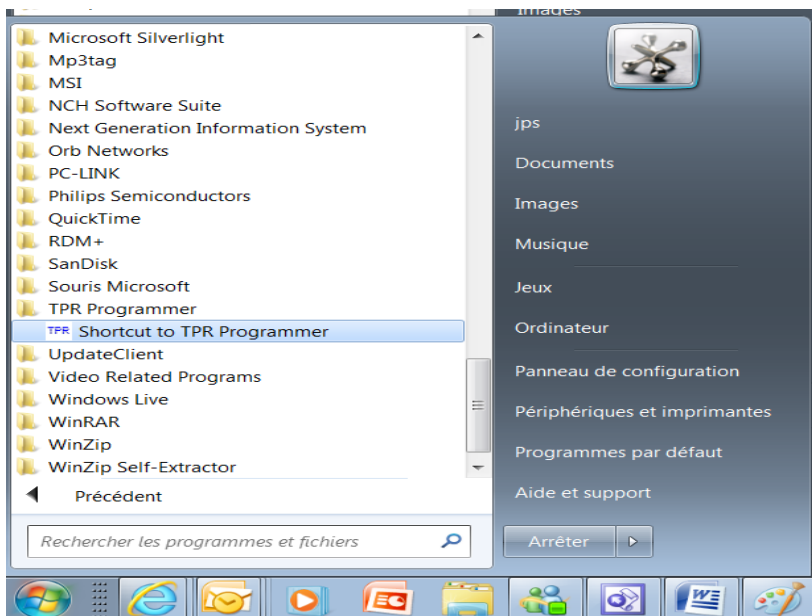 Microsoft Silverlight
Mp3tag
MSI
NCH Software Suite
Next Generation Information System
Orb Networks
PC-LINK
Philips Semiconductors
QuickTime
RDM+
SanDisk
Souris Microsoft
TPR Programmer
TPR Shortcut to TPR Programmer
UpdateClient
Video Related Programs
Windows Live
WinRAR
WinZip
WinZip Self-Extractor
Précédent
Rechercher les programmes et fichiers
Images
jps
Documents
Images
Musique
Jeux
Ordinateur
Panneau de configuration
Périphériques et imprimantes
Programmes par défaut
Aide et support
Arrêter